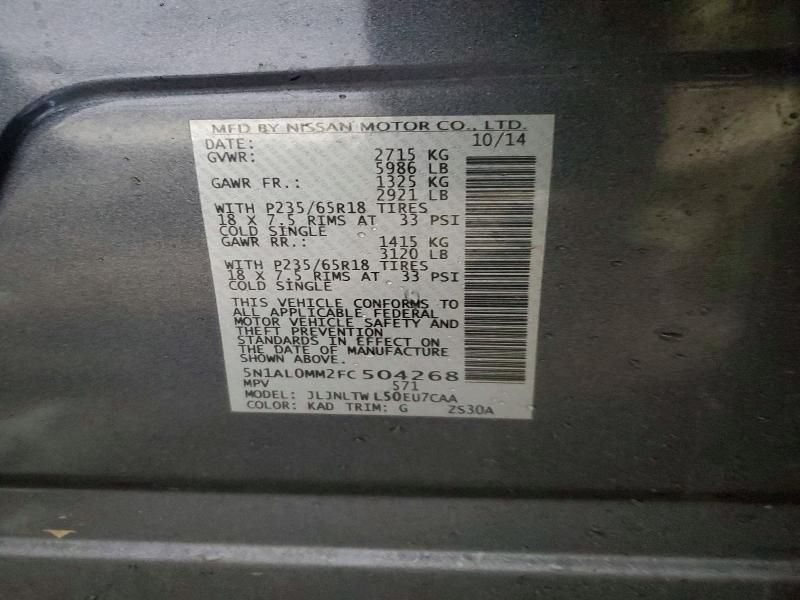 MFD BY NISSAN MOTOR CO., LTD.
DATE: 10/14
GVWR: 2715 KG
5986 LB
GAWR FR.: 1325 KG
2921 LB
WITH P235/65R18 TIRES
18 X 7.5 RIMS AT 33 PSI
COLD SINGLE
GAWR RR.: 1415 KG
3120 LB
WITH P235/65R18 TIRES
18 X 7.5 RIMS AT 33 PSI
COLD SINGLE
THIS VEHICLE CONFORMS TO
ALL APPLICABLE FEDERAL
MOTOR VEHICLE SAFETY AND
THEFT PREVENTION
STANDARDS IN EFFECT ON
THE DATE OF MANUFACTURE
SHOWN ABOVE.
5N1AL0MM2FC504268
MPV 571
MODEL: JLJNLTWL50EU7CAA
COLOR: KAD TRIM: G ZS30A